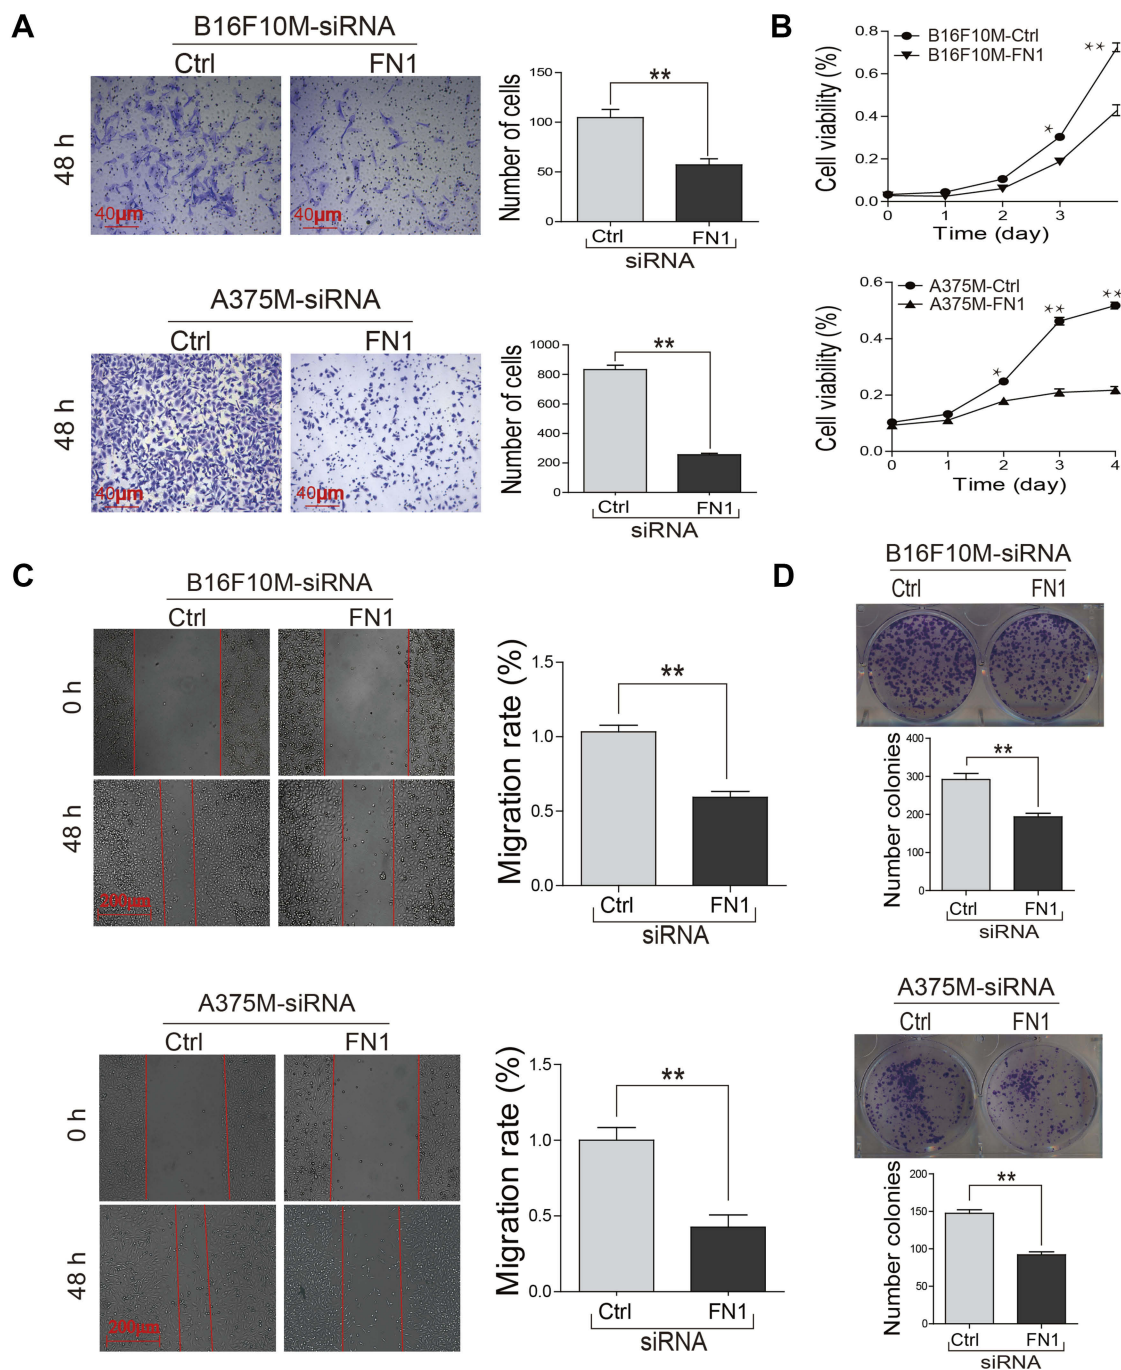 A
B16F10M-siRNA
Ctrl FN1
48 h
40μm 40μm
Number of cells
150
100
50
0
**
Ctrl FN1
siRNA
A375M-siRNA
Ctrl FN1
48 h
40μm 40μm
Number of cells
1000
800
600
400
200
0
**
Ctrl FN1
siRNA
B
Cell viability (%)
0.8
0.6
0.4
0.2
0.0
B16F10M-Ctrl
B16F10M-FN1
* **
0 1 2 3
Time (day)
Cell viability (%)
0.6
0.4
0.2
0.0
A375M-Ctrl
A375M-FN1
* ** **
0 1 2 3 4
Time (day)
C
B16F10M-siRNA
Ctrl FN1
0 h
48 h
200μm
Migration rate (%)
1.5
1.0
0.5
0.0
**
Ctrl FN1
siRNA
A375M-siRNA
Ctrl FN1
0 h
48 h
200μm
Migration rate (%)
1.5
1.0
0.5
0.0
**
Ctrl FN1
siRNA
D
B16F10M-siRNA
Ctrl FN1
Number colonies
400
300
200
100
0
**
Ctrl FN1
siRNA
A375M-siRNA
Ctrl FN1
Number colonies
200
150
100
50
0
**
Ctrl FN1
siRNA